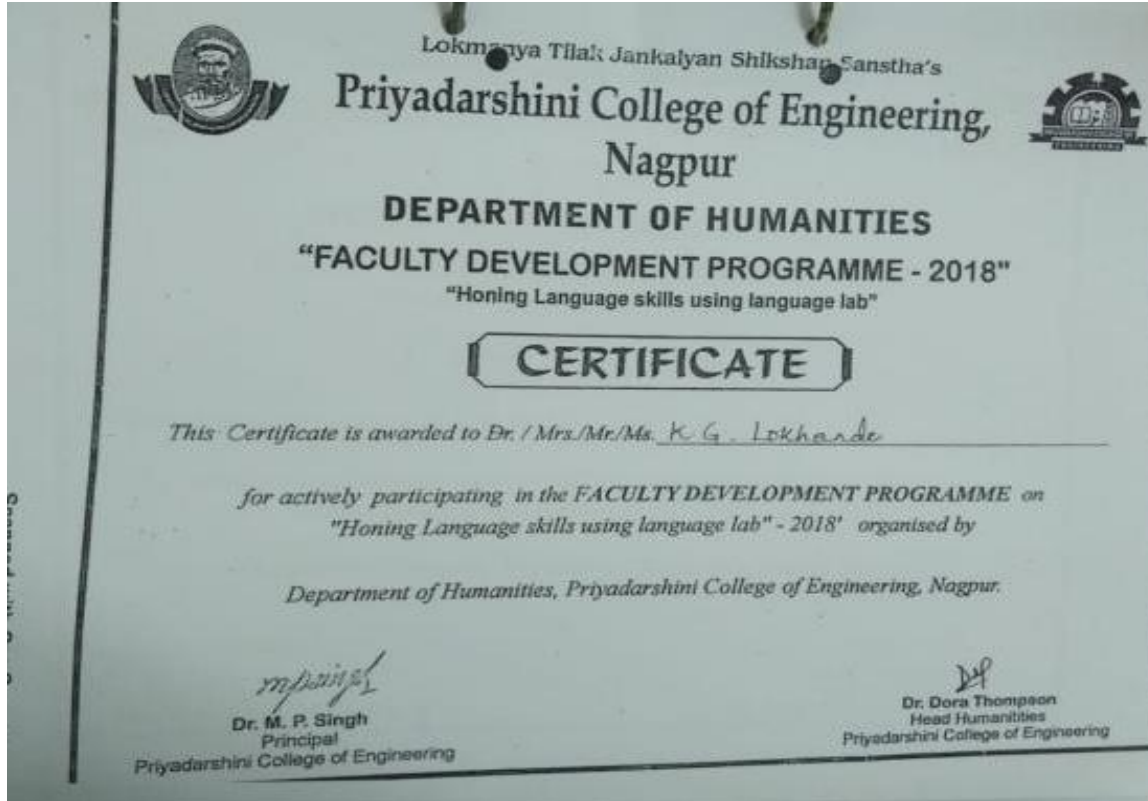 Lokmanya Tilak Jankalyan Shikshan Sanstha's
Priyadarshini College of Engineering,
Nagpur
DEPARTMENT OF HUMANITIES
"FACULTY DEVELOPMENT PROGRAMME - 2018"
"Honing Language skills using language lab"
CERTIFICATE
This Certificate is awarded to Dr. / Mrs./Mr./Ms. K G. Lokhande
for actively participating in the FACULTY DEVELOPMENT PROGRAMME on
"Honing Language skills using language lab" - 2018' organised by
Department of Humanities, Priyadarshini College of Engineering, Nagpur.
mpsingh
Dr. M. P. Singh
Principal
Priyadarshini College of Engineering
Dr. Dora Thompson
Head Humanitities
Priyadarshini College of Engineering